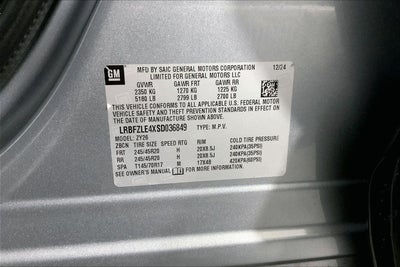 GM
MFD BY SAIC GENERAL MOTORS CORPORATION 12/24
LIMITED FOR GENERAL MOTORS LLC
GVWR GAWR FRT GAWR RR
2350 KG 1270 KG 1225 KG
5180 LB 2799 LB 2700 LB
THIS VEHICLE CONFORMS TO ALL APPLICABLE U.S.
FEDERAL MOTOR VEHICLE SAFETY, BUMPER, AND
THEFT PREVENTION STANDARDS IN EFFECT ON THE
DATE OF MANUFACTURE SHOWN ABOVE.
LRBFZLE4XSD036849 TYPE: M.P.V.
MODEL: ZY26
ZBCN TIRE SIZE SPEED RTG RIM COLD TIRE PRESSURE
FRT 245/45R20 H 20X8.5J 240KPA(35PSI)
RR 245/45R20 H 20X8.5J 240KPA(35PSI)
SPA T145/70R17 M 17X4B 420KPA(60PSI)
SEE OWNER'S MANUAL